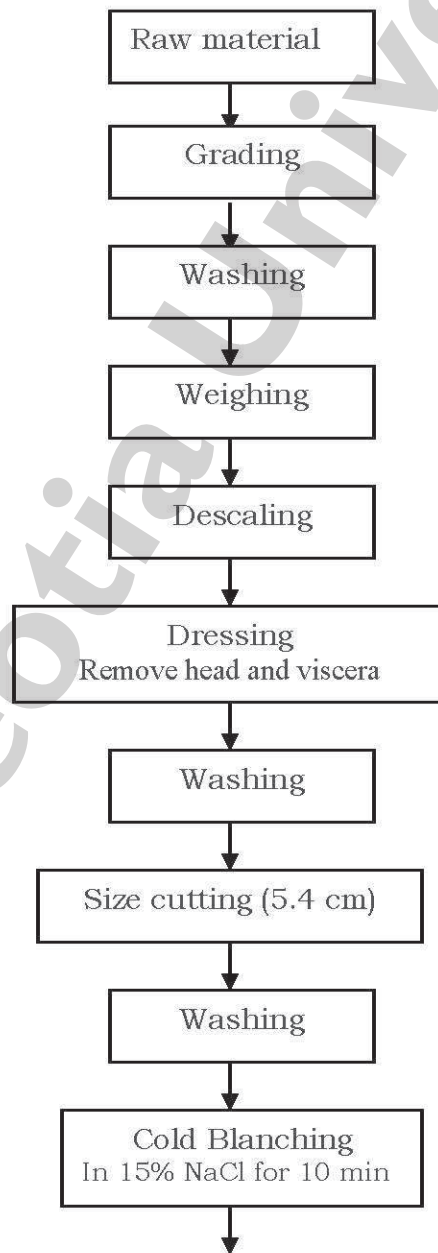 Raw material
Grading
Washing
Weighing
Descaling
Dressing
Remove head and viscera
Washing
Size cutting (5.4 cm)
Washing
Cold Blanching
In 15% NaCl for 10 min